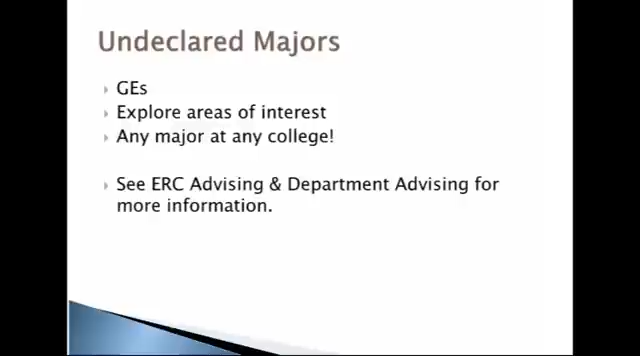 Undeclared Majors
GEs
Explore areas of interest
Any major at any college!
See ERC Advising & Department Advising for
more information.